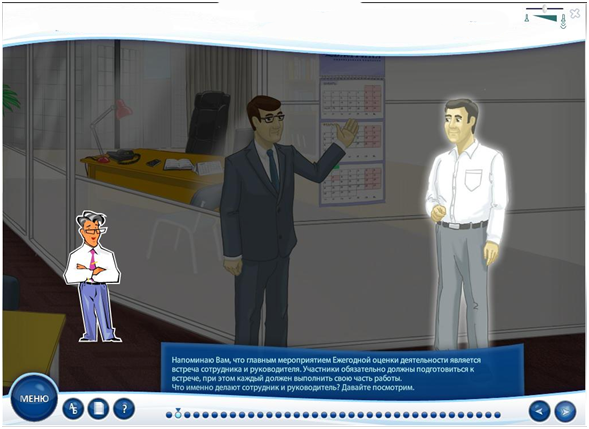 Напоминаю Вам, что главным мероприятием Ежегодной оценки деятельности является
встреча сотрудника и руководителя. Участники обязательно должны подготовиться к
встрече, при этом каждый должен выполнить свою часть работы.
Что именно делают сотрудник и руководитель? Давайте посмотрим.
МЕНЮ
АБ
?